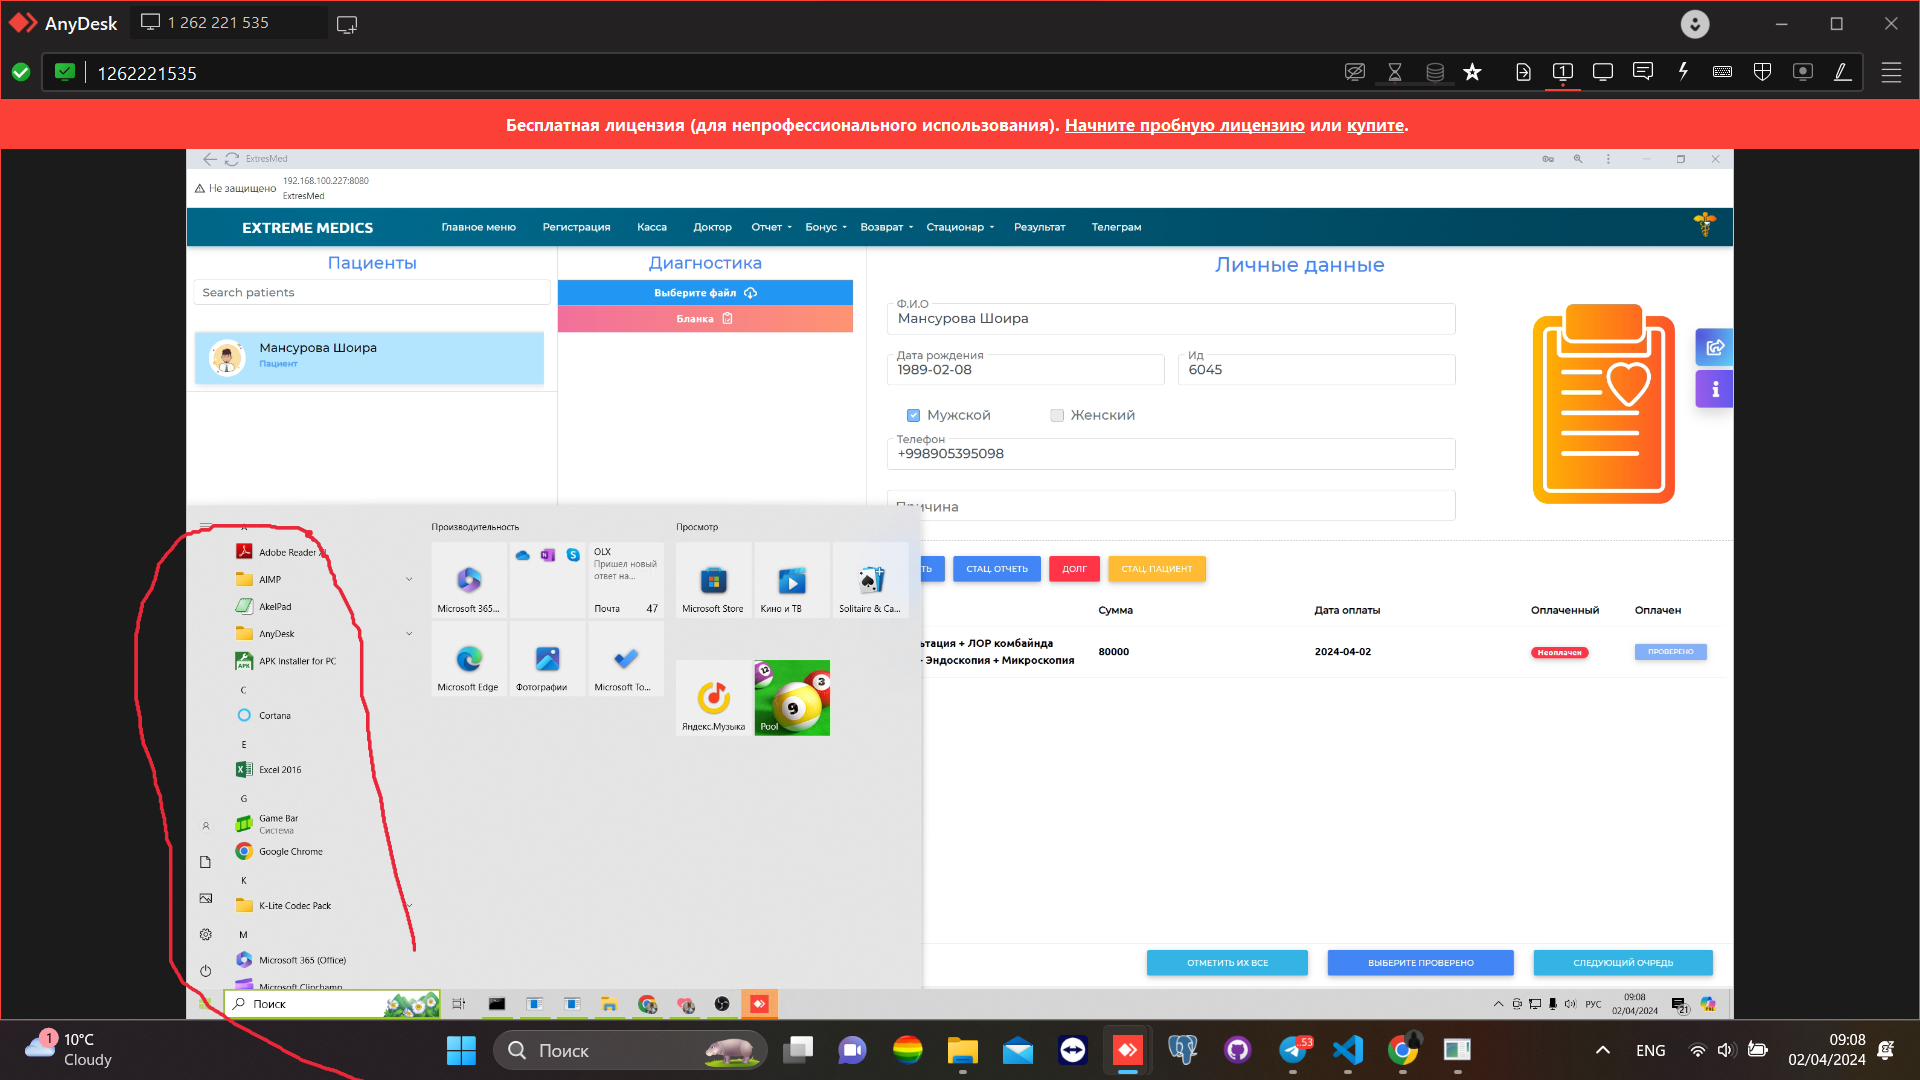 AnyDesk
1 262 221 535
1262221535
1
Бесплатная лицензия (для непрофессионального использования). Начните пробную лицензию или купите.
ExtresMed
Не защищено
192.168.100.227:8080
ExtresMed
EXTREME MEDICS
Главное меню
Регистрация
Касса
Доктор
Отчет
Бонус
Возврат
Стационар
Результат
Телеграм
Пациенты
Search patients
Мансурова Шоира
Пациент
Диагностика
Выберите файл
Бланка
Личные данные
Ф.И.О
Мансурова Шоира
Дата рождения
1989-02-08
Ид
6045
Мужской
Женский
Телефон
+998905395098
Причина
ТЬ
СТАЦ. ОТЧЕТЬ
ДОЛГ
СТАЦ. ПАЦИЕНТ
Сумма
Дата оплаты
Оплаченный
Оплачен
ьтация + ЛОР комбайнда
- Эндоскопия + Микроскопия
80000
2024-04-02
Неоплачен
ПРОВЕРЕНО
ОТМЕТИТЬ ИХ ВСЕ
ВЫБЕРИТЕ ПРОВЕРЕНО
СЛЕДУЮЩИЙ ОЧРЕДЬ
A
Adobe Reader
AIMP
AkelPad
AnyDesk
APK Installer for PC
C
Cortana
E
Excel 2016
G
Game Bar
Система
Google Chrome
K
K-Lite Codec Pack
M
Microsoft 365 (Office)
Microsoft Clipchamp
Производительность
Microsoft 365...
OLX
Пришел новый
ответ на...
Почта
47
Microsoft Edge
Фотографии
Microsoft To...
Просмотр
Microsoft Store
Кино и ТВ
Solitaire & Ca...
Яндекс.Музыка
12
3
9
Pool
Поиск
РУС
09:08
02/04/2024
21
1
10°C
Cloudy
Поиск
53
ENG
09:08
02/04/2024